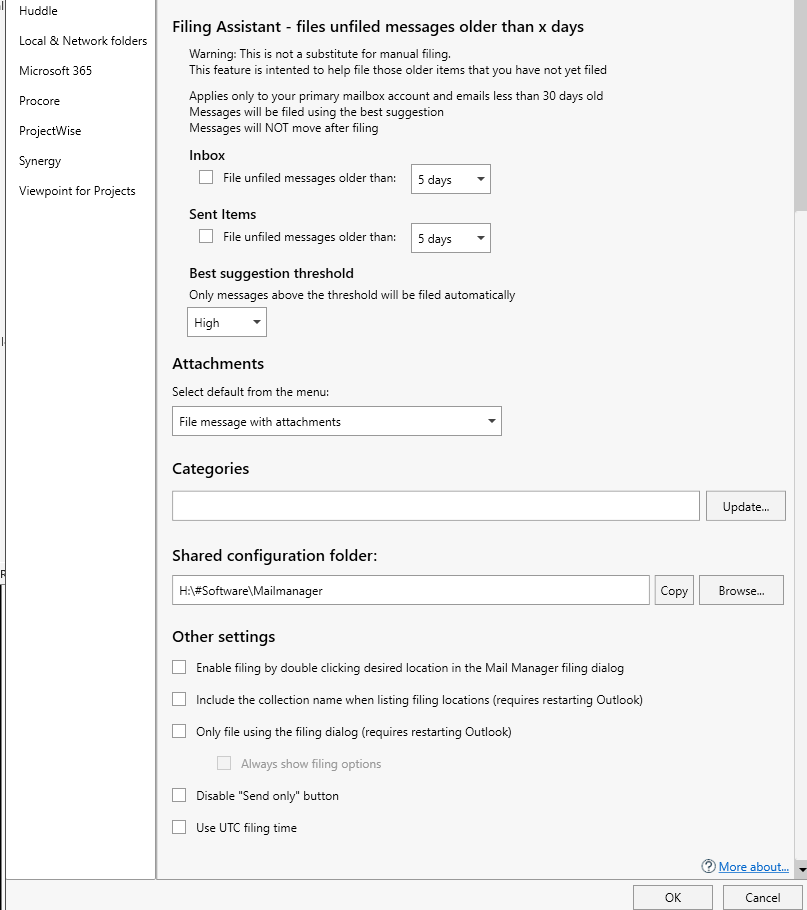 Huddle
Local & Network folders
Microsoft 365
Procore
ProjectWise
Synergy
Viewpoint for Projects
Filing Assistant - files unfiled messages older than x days
Warning: This is not a substitute for manual filing.
This feature is intented to help file those older items that you have not yet filed
Applies only to your primary mailbox account and emails less than 30 days old
Messages will be filed using the best suggestion
Messages will NOT move after filing
Inbox
File unfiled messages older than: 5 days
Sent Items
File unfiled messages older than: 5 days
Best suggestion threshold
Only messages above the threshold will be filed automatically
High
Attachments
Select default from the menu:
File message with attachments
Categories
Update...
Shared configuration folder:
H:\#Software\Mailmanager Copy Browse...
Other settings
Enable filing by double clicking desired location in the Mail Manager filing dialog
Include the collection name when listing filing locations (requires restarting Outlook)
Only file using the filing dialog (requires restarting Outlook)
Always show filing options
Disable "Send only" button
Use UTC filing time
? More about...
OK Cancel